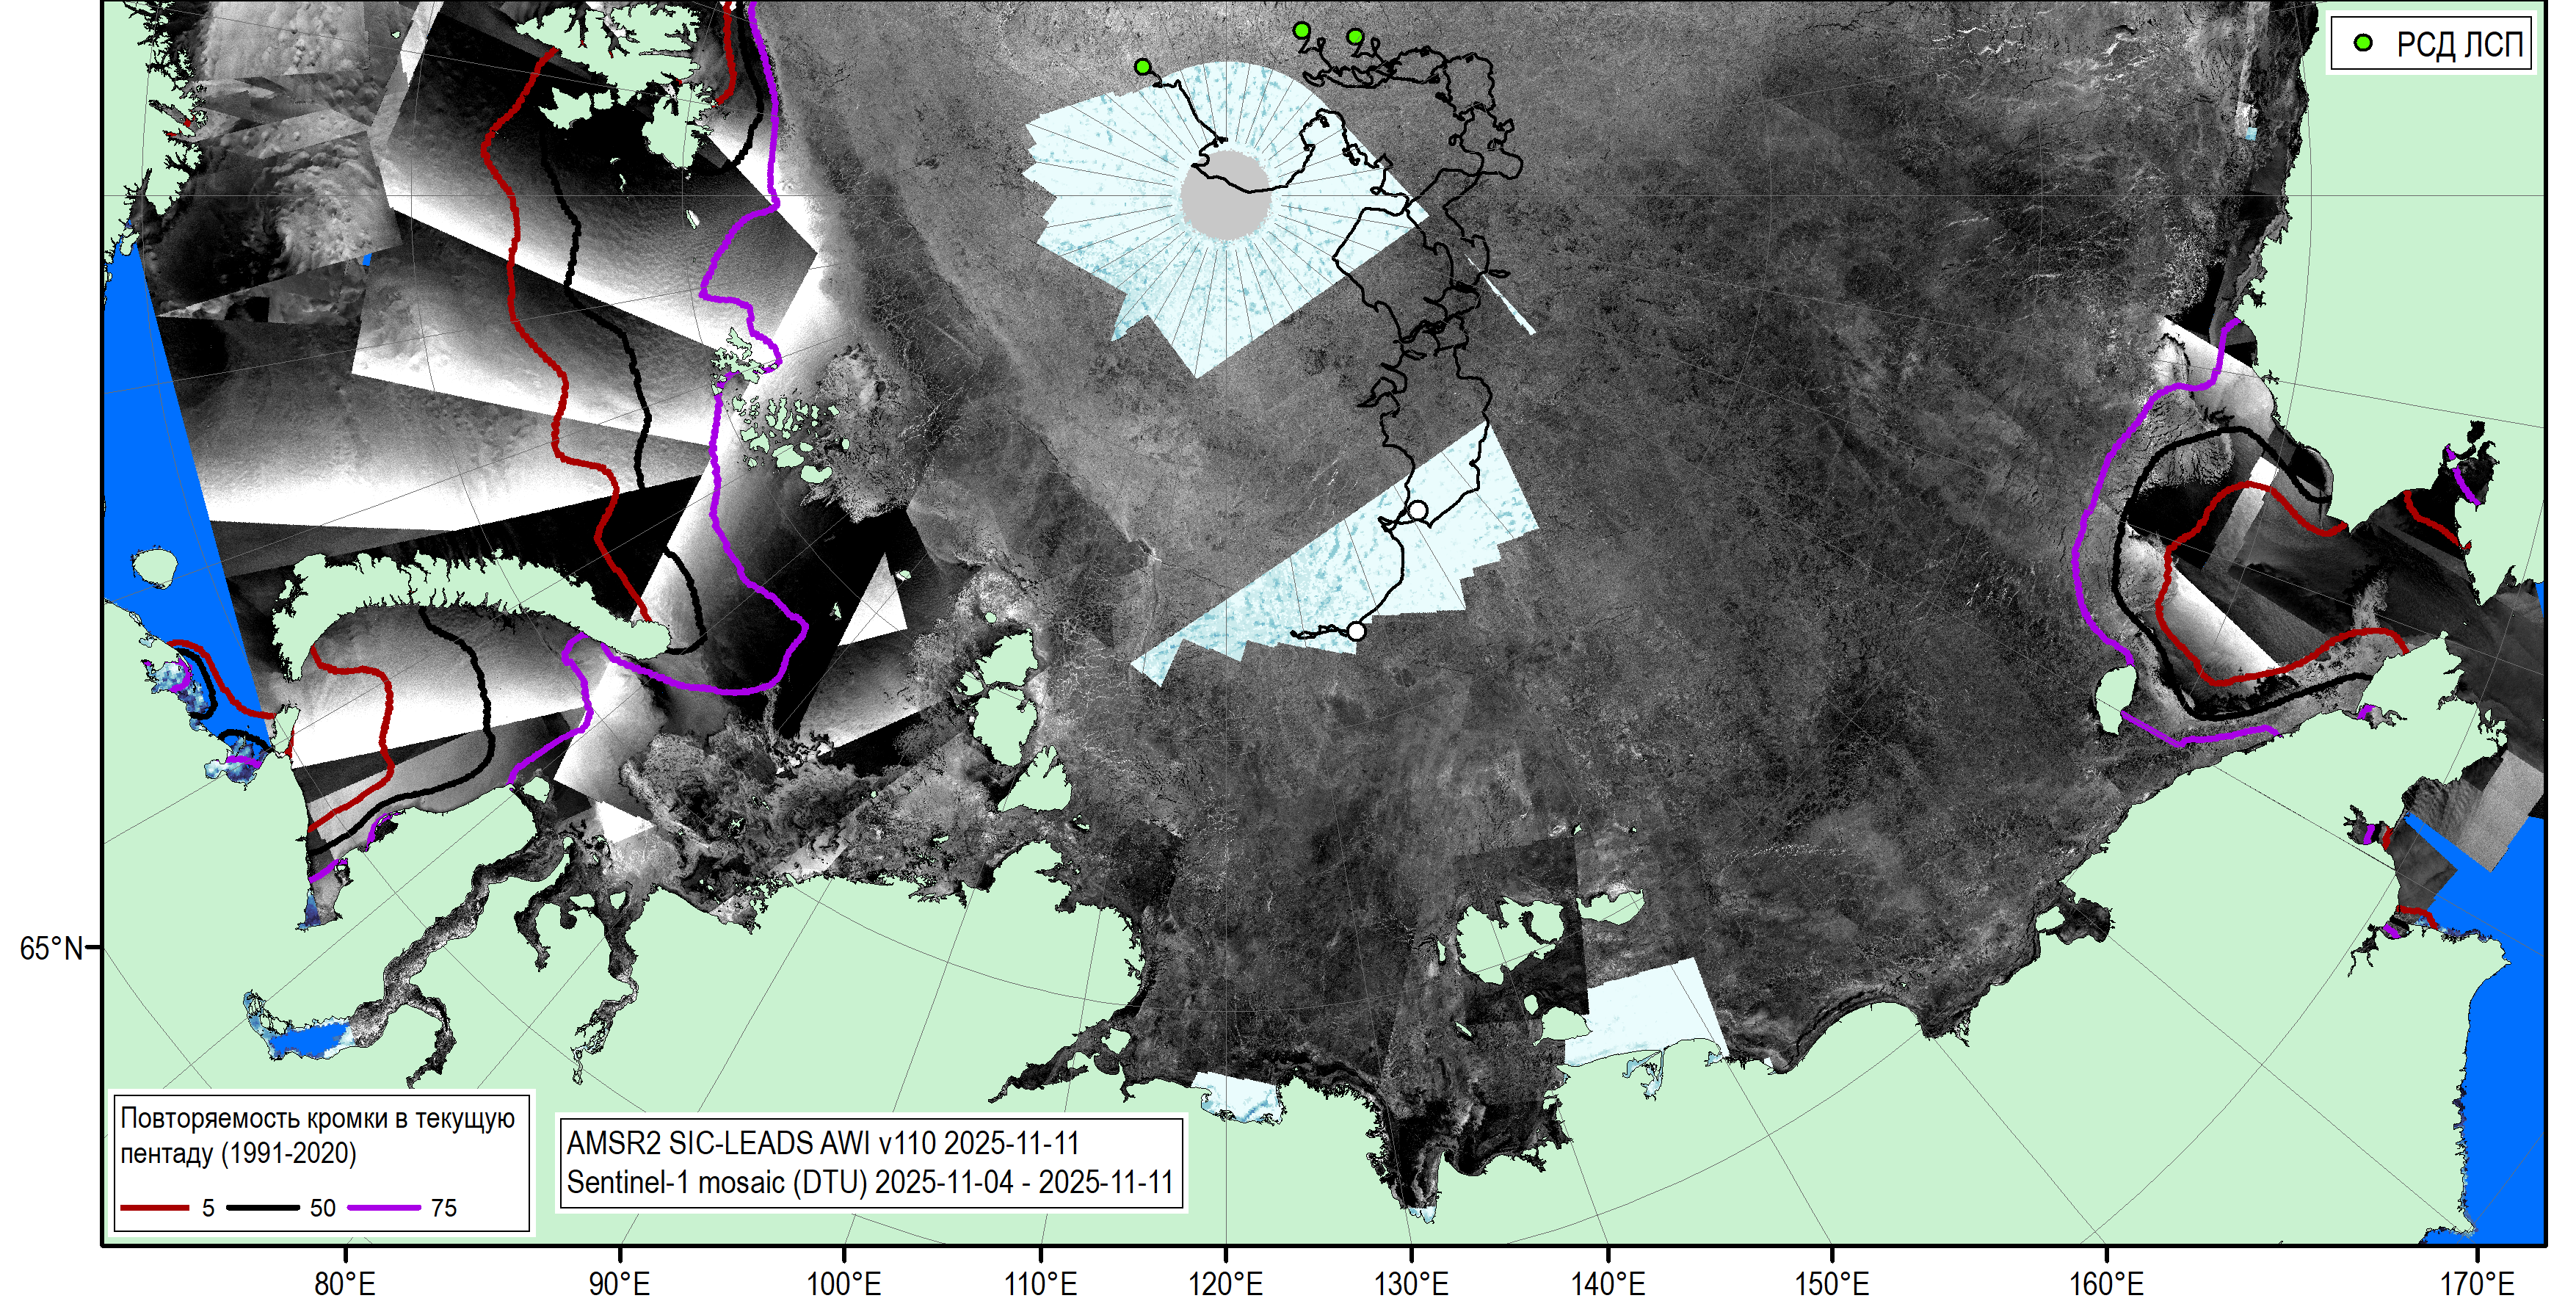 РСД ЛСП
65°N
Повторяемость кромки в текущую
пентаду (1991-2020)
5 50 75
AMSR2 SIC-LEADS AWI v110 2025-11-11
Sentinel-1 mosaic (DTU) 2025-11-04 - 2025-11-11
80°E 90°E 100°E 110°E 120°E 130°E 140°E 150°E 160°E 170°E